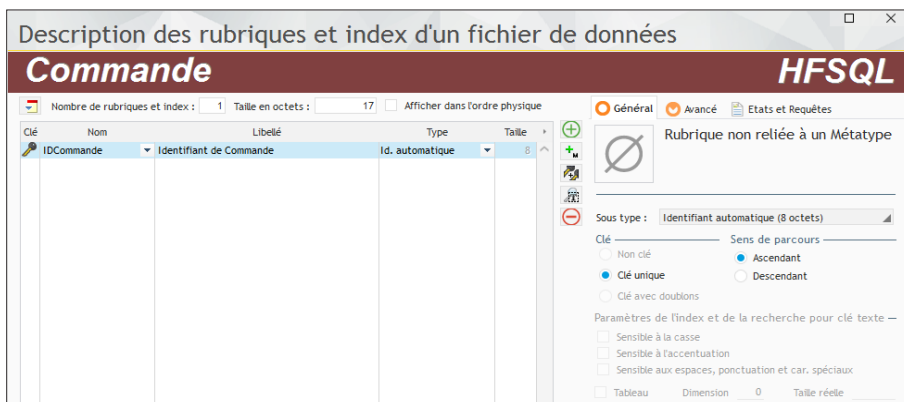 Description des rubriques et index d'un fichier de données
Commande HFSQL
Nombre de rubriques et index : 1 Taille en octets : 17 Afficher dans l'ordre physique
Général Avancé Etats et Requêtes
Clé Nom Libellé Type Taille
Rubrique non reliée à un Métatype
IDCommande Identifiant de Commande Id. automatique 8
Sous type : Identifiant automatique (8 octets)
Clé Sens de parcours
Non clé Ascendant
Clé unique Descendant
Clé avec doublons
Paramètres de l'index et de la recherche pour clé texte
Sensible à la casse
Sensible à l'accentuation
Sensible aux espaces, ponctuation et car. spéciaux
Tableau Dimension 0 Taille réelle